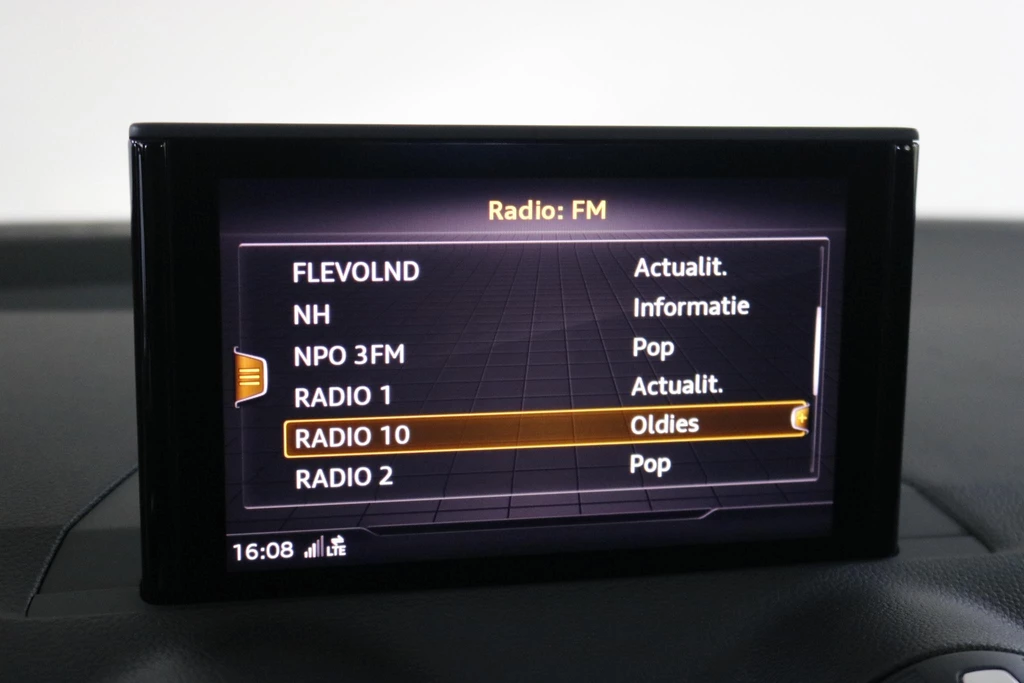 Radio: FM
FLEVOLND Actualit.
NH Informatie
NPO 3FM Pop
RADIO 1 Actualit.
RADIO 10 Oldies
RADIO 2 Pop
16:08 LTE